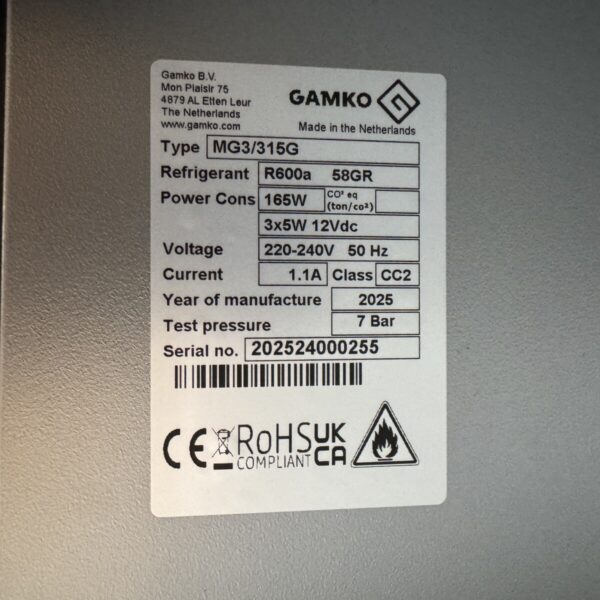 Gamko B.V.
Mon Plaisir 75
4879 AL Etten Leur
The Netherlands
www.gamko.com
GAMKO
Made in the Netherlands
Type MG3/315G
Refrigerant R600a 58GR
Power Cons 165W CO² eq (ton/co²)
3x5W 12Vdc
Voltage 220-240V 50 Hz
Current 1.1A Class CC2
Year of manufacture 2025
Test pressure 7 Bar
Serial no. 202524000255
CE RoHS COMPLIANT UK CA